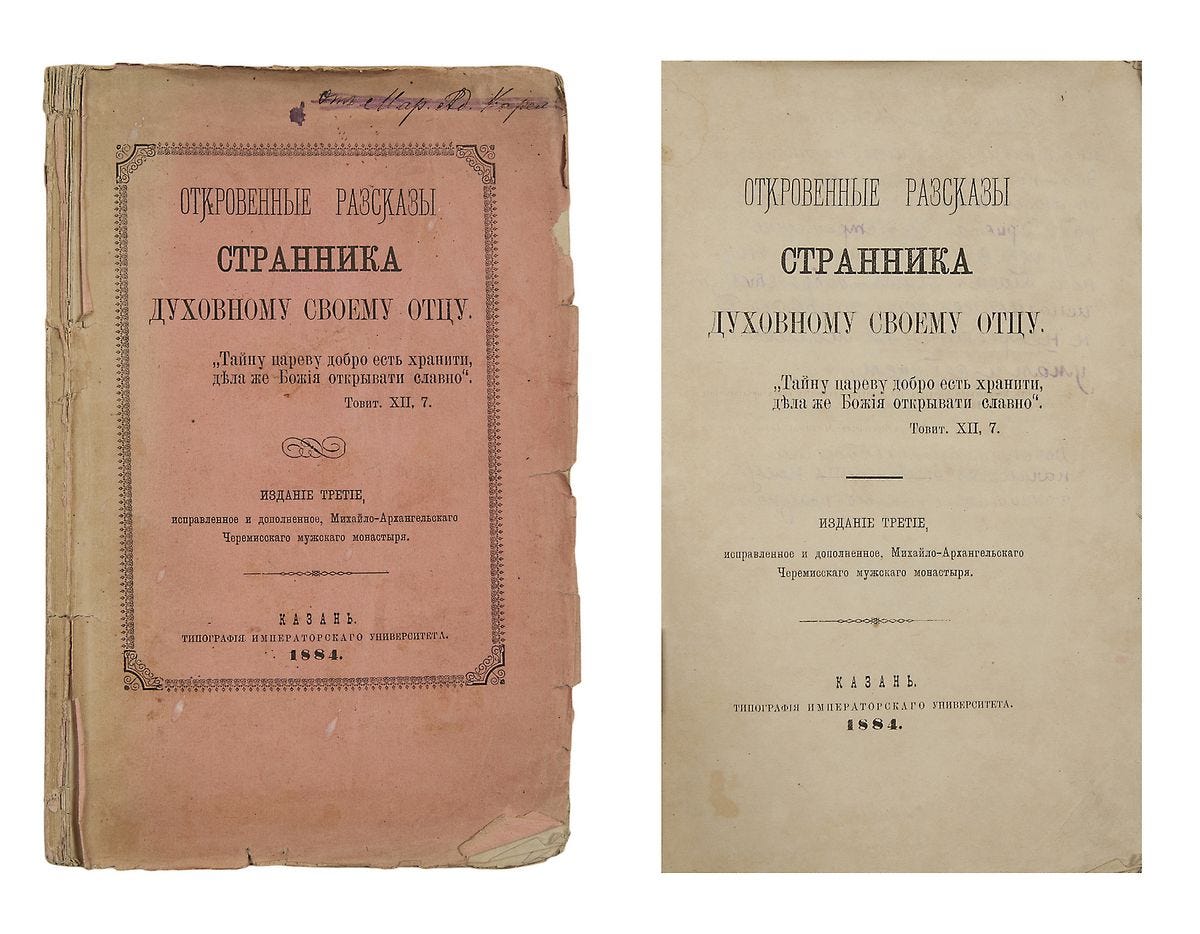 От Мар. Ад.
ОТКРОВЕННЫЕ РАЗСКАЗЫ
СТРАННИКА
ДУХОВНОМУ СВОЕМУ ОТЦУ.
„Тайну цареву добро есть хранити,
дѣла же Божія открывати славно“.
Товит. XII, 7.
ИЗДАНІЕ ТРЕТІЕ,
исправленное и дополненное, Михайло-Архангельскаго
Черемисскаго мужскаго монастыря.
КАЗАНЬ.
ТИПОГРАФІЯ ИМПЕРАТОРСКАГО УНИВЕРСИТЕТА.
1884.
ОТКРОВЕННЫЕ РАЗСКАЗЫ
СТРАННИКА
ДУХОВНОМУ СВОЕМУ ОТЦУ.
„Тайну цареву добро есть хранити,
дѣла же Божія открывати славно“.
Товит. XII, 7.
ИЗДАНІЕ ТРЕТІЕ,
исправленное и дополненное, Михайло-Архангельскаго
Черемисскаго мужскаго монастыря.
КАЗАНЬ.
ТИПОГРАФІЯ ИМПЕРАТОРСКАГО УНИВЕРСИТЕТА.
1884.